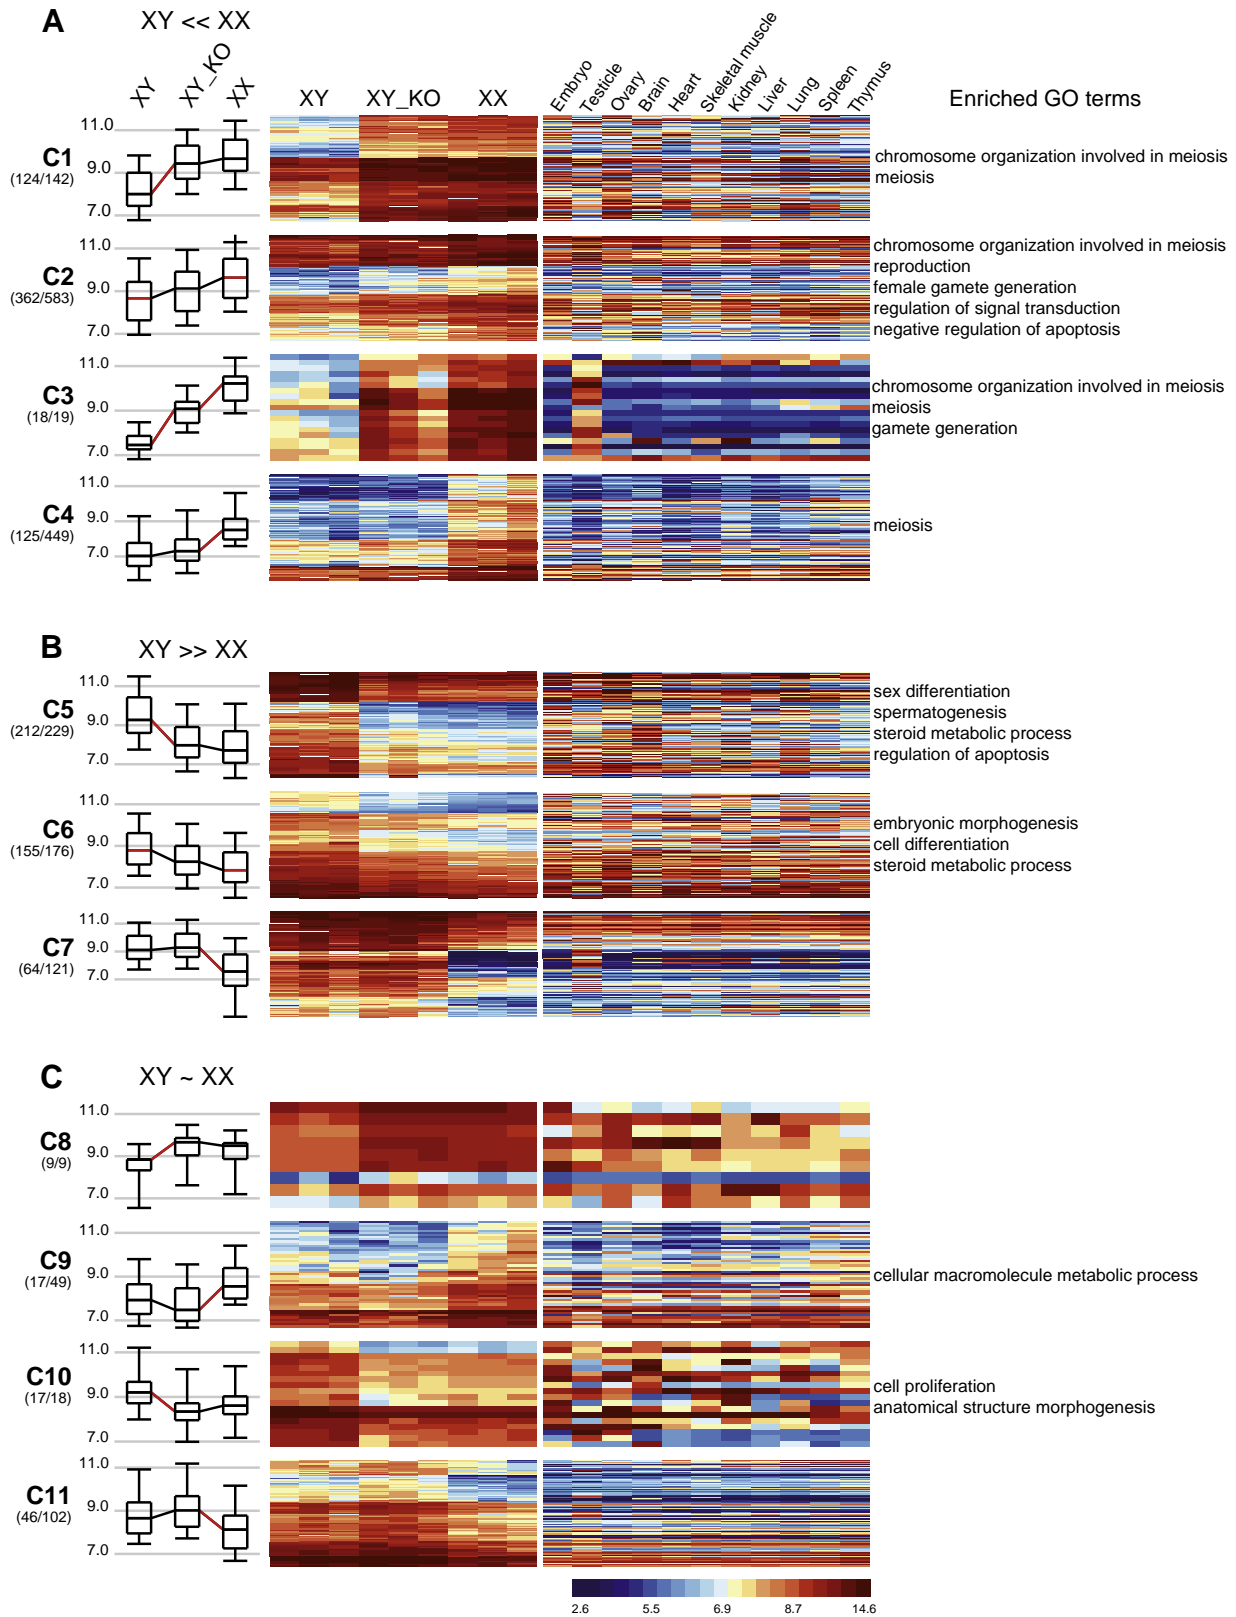 A
XY << XX
XY XY_KO XX
XY XY_KO XX
Embryo Testicle Ovary Brain Heart Skeletal muscle Kidney Liver Lung Spleen Thymus
Enriched GO terms
C1
(124/142)
11.0
9.0
7.0
chromosome organization involved in meiosis
meiosis
C2
(362/583)
11.0
9.0
7.0
chromosome organization involved in meiosis
reproduction
female gamete generation
regulation of signal transduction
negative regulation of apoptosis
C3
(18/19)
11.0
9.0
7.0
chromosome organization involved in meiosis
meiosis
gamete generation
C4
(125/449)
11.0
9.0
7.0
meiosis
B
XY >> XX
C5
(212/229)
11.0
9.0
7.0
sex differentiation
spermatogenesis
steroid metabolic process
regulation of apoptosis
C6
(155/176)
11.0
9.0
7.0
embryonic morphogenesis
cell differentiation
steroid metabolic process
C7
(64/121)
11.0
9.0
7.0
C
XY ~ XX
C8
(9/9)
11.0
9.0
7.0
C9
(17/49)
11.0
9.0
7.0
cellular macromolecule metabolic process
C10
(17/18)
11.0
9.0
7.0
cell proliferation
anatomical structure morphogenesis
C11
(46/102)
11.0
9.0
7.0
2.6 5.5 6.9 8.7 14.6